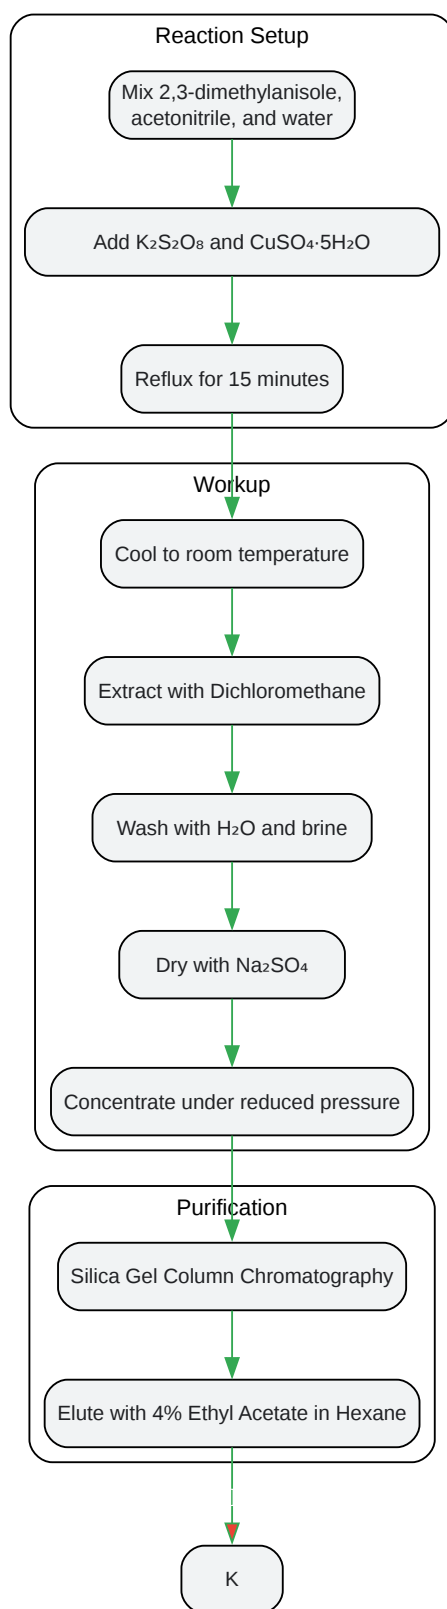 Reaction Setup
Mix 2,3-dimethylanisole,
acetonitrile, and water
Add K₂S₂O₈ and CuSO₄·5H₂O
Reflux for 15 minutes
Workup
Cool to room temperature
Extract with Dichloromethane
Wash with H₂O and brine
Dry with Na₂SO₄
Concentrate under reduced pressure
Purification
Silica Gel Column Chromatography
Elute with 4% Ethyl Acetate in Hexane
K